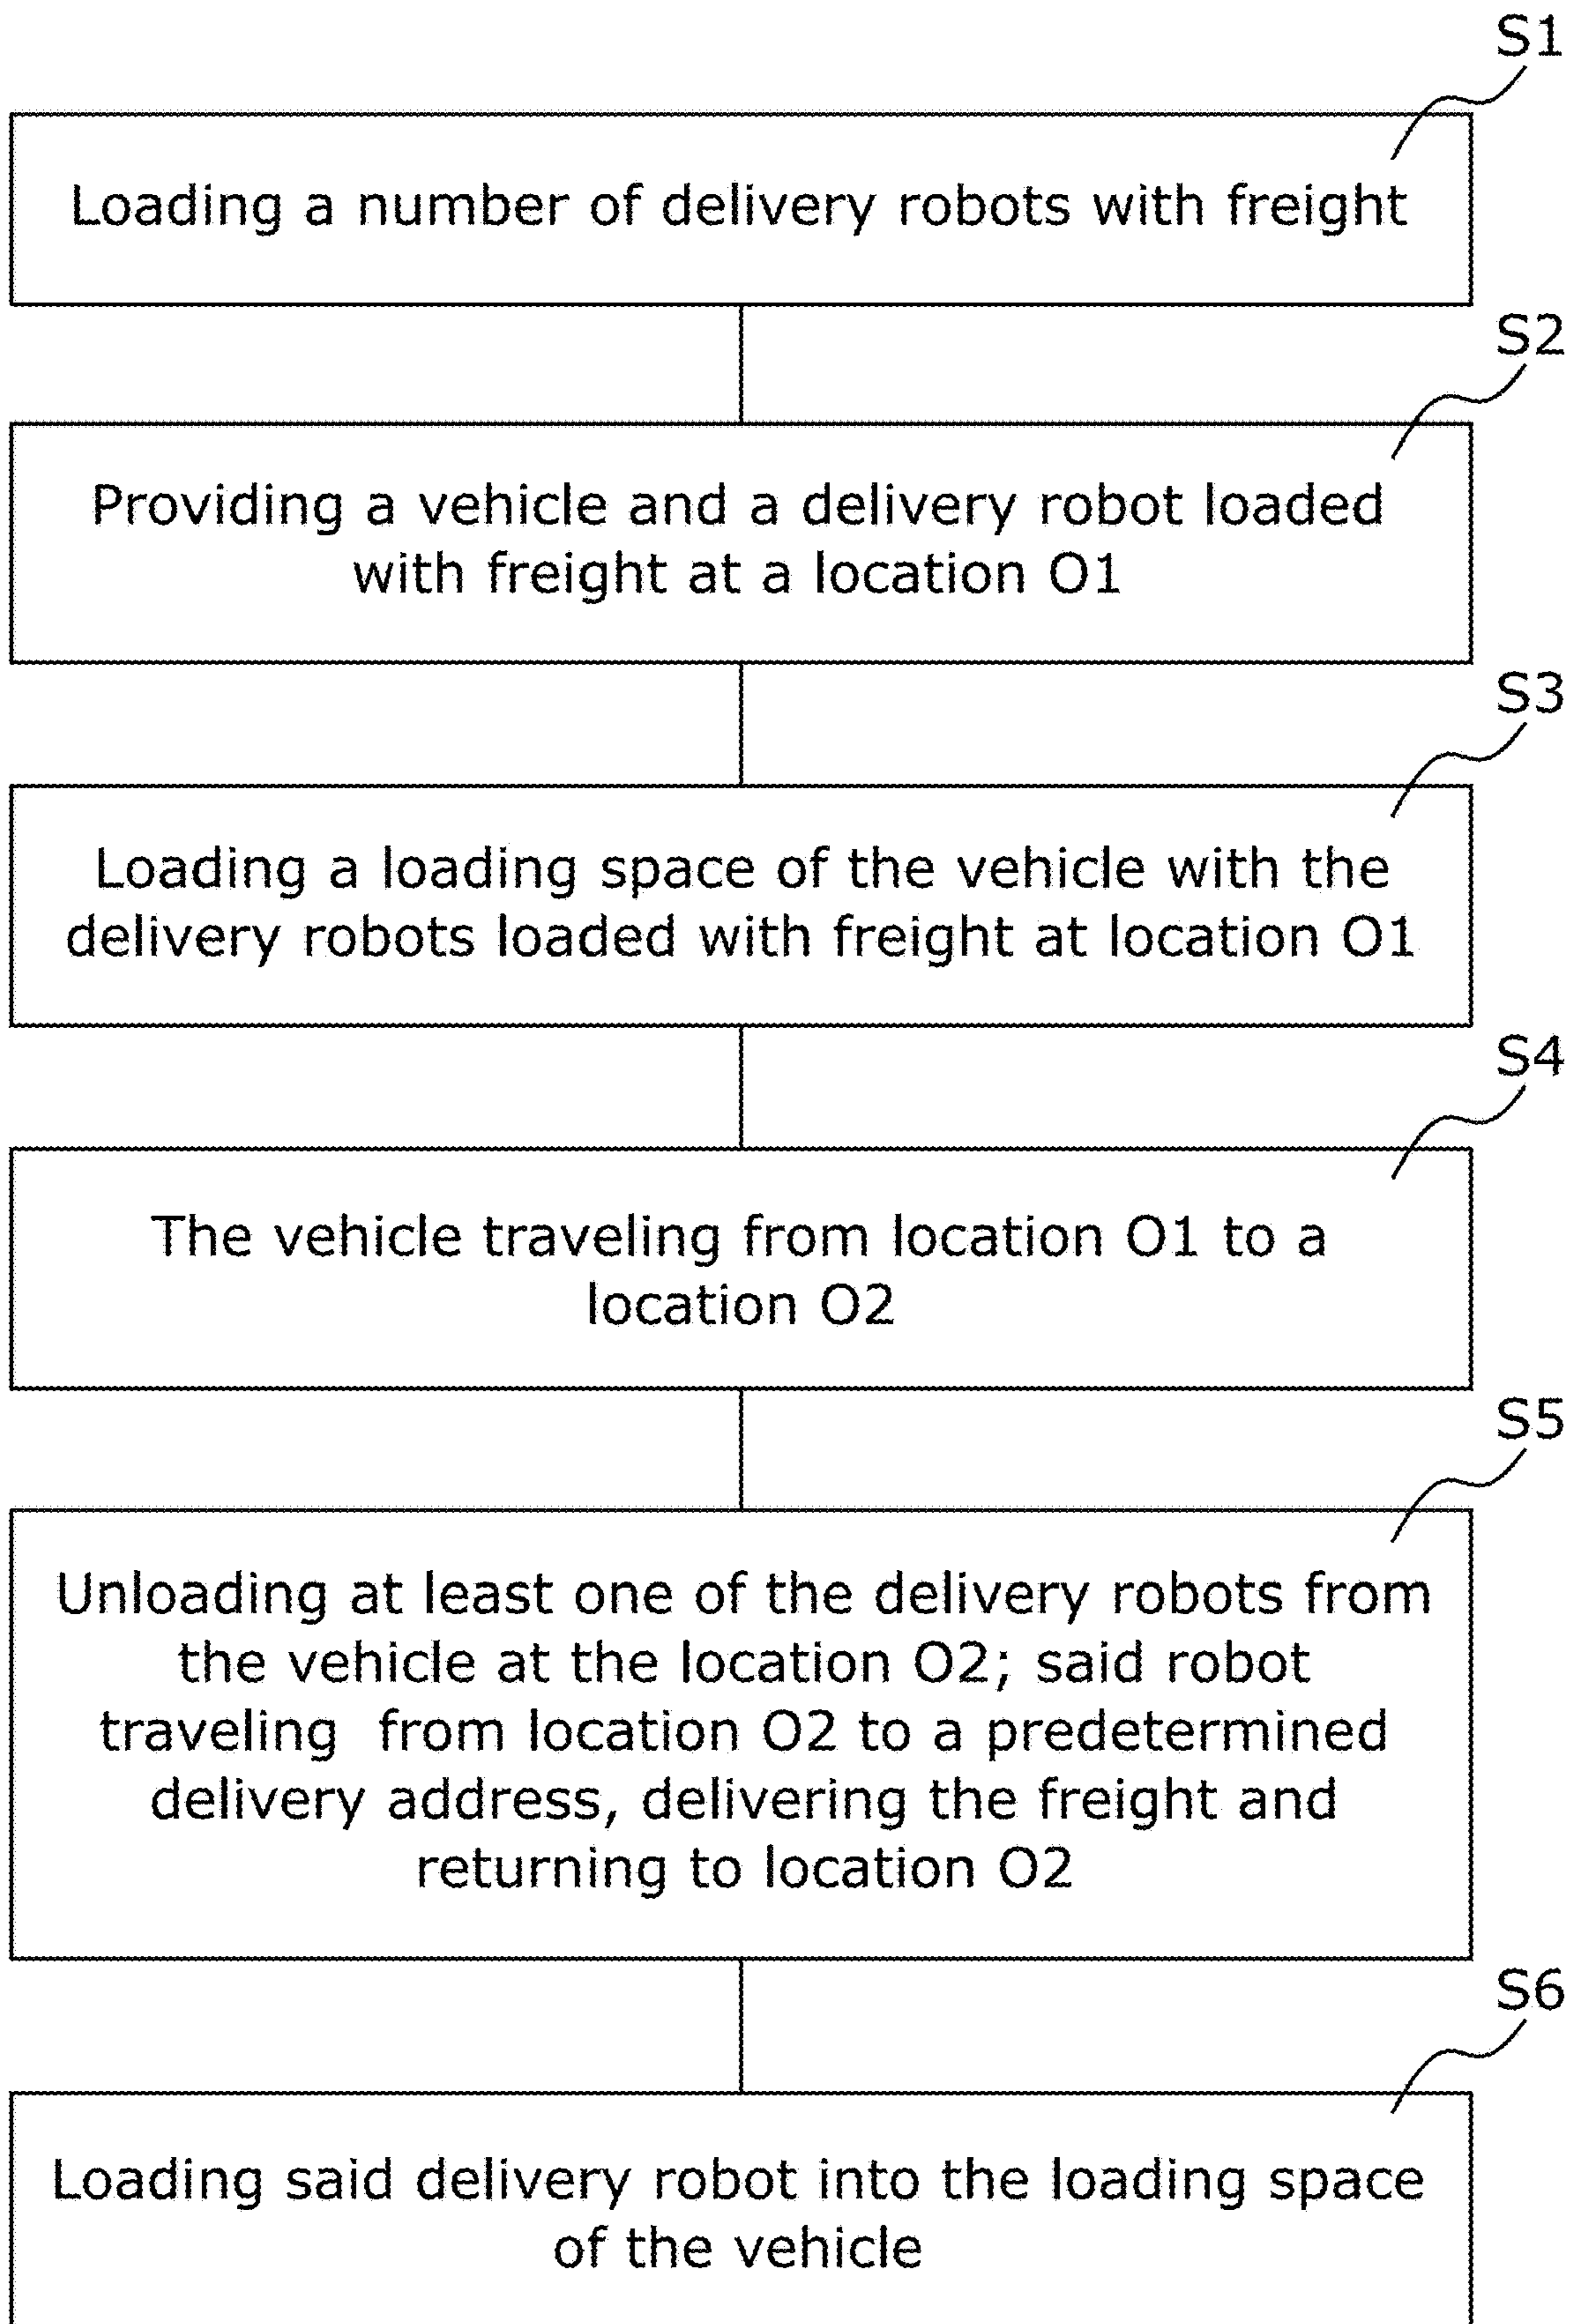 S1
Loading a number of delivery robots with freight
S2
Providing a vehicle and a delivery robot loaded
with freight at a location O1
S3
Loading a loading space of the vehicle with the
delivery robots loaded with freight at location O1
S4
The vehicle traveling from location O1 to a
location O2
S5
Unloading at least one of the delivery robots from
the vehicle at the location O2; said robot
traveling  from location O2 to a predetermined
delivery address, delivering the freight and
returning to location O2
S6
Loading said delivery robot into the loading space
of the vehicle